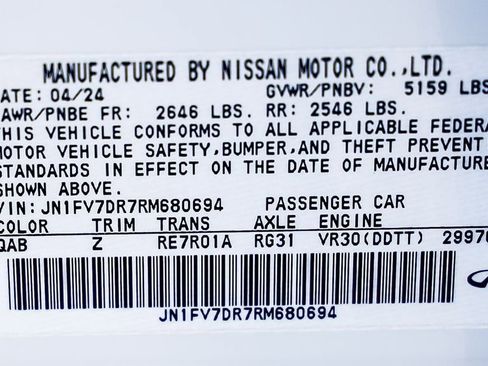 MANUFACTURED BY NISSAN MOTOR CO.,LTD.
ATE: 04/24 GVWR/PNBV: 5159 LBS
AWR/PNBE FR: 2646 LBS. RR: 2546 LBS.
THIS VEHICLE CONFORMS TO ALL APPLICABLE FEDERA
MOTOR VEHICLE SAFETY,BUMPER,AND THEFT PREVENT
STANDARDS IN EFFECT ON THE DATE OF MANUFACTURE
SHOWN ABOVE.
VIN: JN1FV7DR7RM680694 PASSENGER CAR
COLOR TRIM TRANS AXLE ENGINE
QAB Z RE7R01A RG31 VR30(DDTT) 2997
JN1FV7DR7RM680694